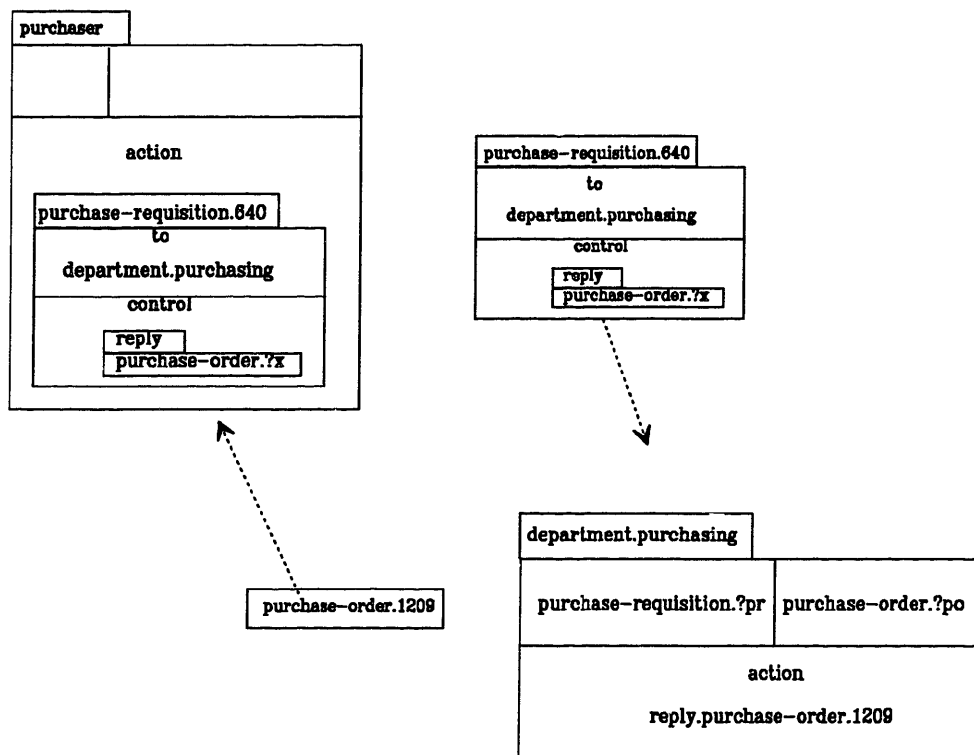 purchaser
action
purchase-requisition.640
to
department.purchasing
control
reply
purchase-order.?x
purchase-requisition.640
to
department.purchasing
control
reply
purchase-order.?x
purchase-order.1209
department.purchasing
purchase-requisition.?pr
purchase-order.?po
action
reply.purchase-order.1209